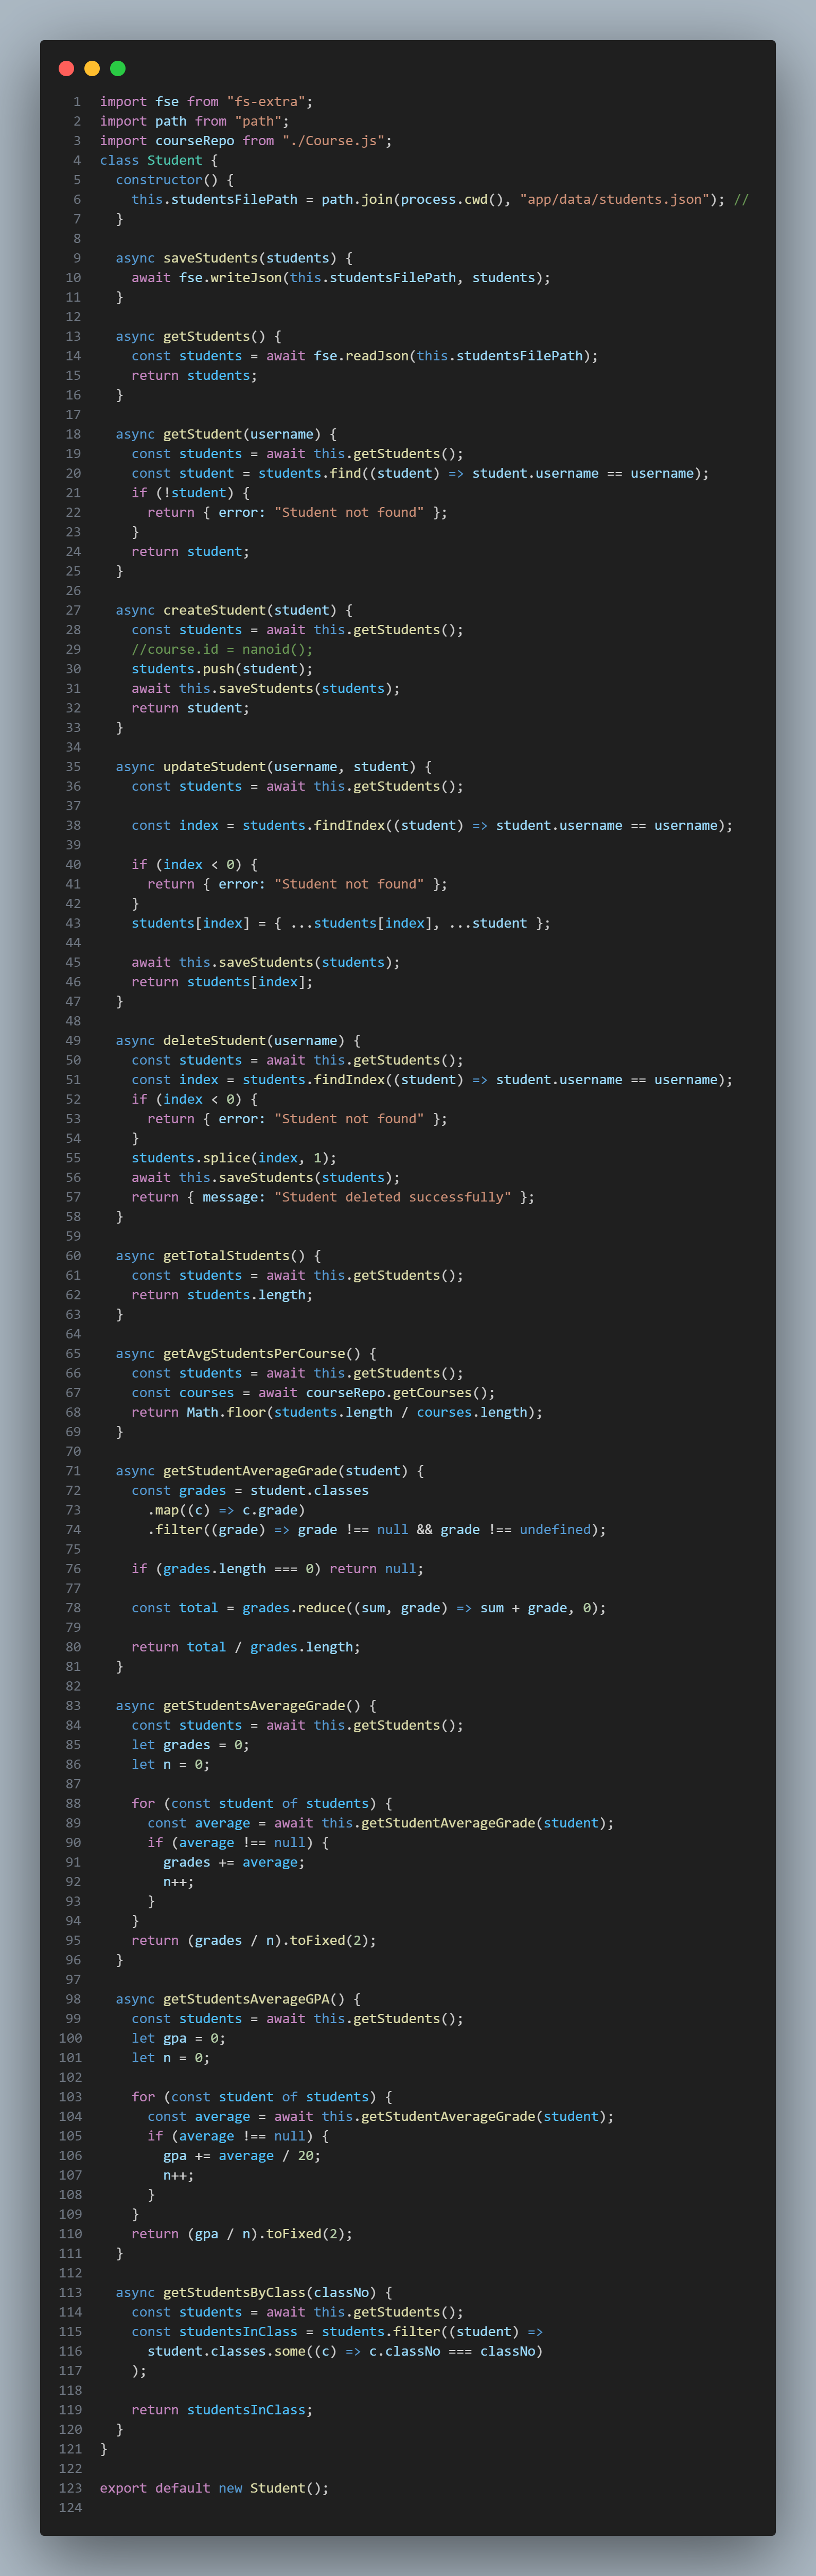 1 import fse from "fs-extra";
2 import path from "path";
3 import courseRepo from "./Course.js";
4 class Student {
5   constructor() {
6     this.studentsFilePath = path.join(process.cwd(), "app/data/students.json"); //
7   }
8
9   async saveStudents(students) {
10     await fse.writeJson(this.studentsFilePath, students);
11   }
12
13   async getStudents() {
14     const students = await fse.readJson(this.studentsFilePath);
15     return students;
16   }
17
18   async getStudent(username) {
19     const students = await this.getStudents();
20     const student = students.find((student) => student.username == username);
21     if (!student) {
22       return { error: "Student not found" };
23     }
24     return student;
25   }
26
27   async createStudent(student) {
28     const students = await this.getStudents();
29     //course.id = nanoid();
30     students.push(student);
31     await this.saveStudents(students);
32     return student;
33   }
34
35   async updateStudent(username, student) {
36     const students = await this.getStudents();
37
38     const index = students.findIndex((student) => student.username == username);
39
40     if (index < 0) {
41       return { error: "Student not found" };
42     }
43     students[index] = { ...students[index], ...student };
44
45     await this.saveStudents(students);
46     return students[index];
47   }
48
49   async deleteStudent(username) {
50     const students = await this.getStudents();
51     const index = students.findIndex((student) => student.username == username);
52     if (index < 0) {
53       return { error: "Student not found" };
54     }
55     students.splice(index, 1);
56     await this.saveStudents(students);
57     return { message: "Student deleted successfully" };
58   }
59
60   async getTotalStudents() {
61     const students = await this.getStudents();
62     return students.length;
63   }
64
65   async getAvgStudentsPerCourse() {
66     const students = await this.getStudents();
67     const courses = await courseRepo.getCourses();
68     return Math.floor(students.length / courses.length);
69   }
70
71   async getStudentAverageGrade(student) {
72     const grades = student.classes
73       .map((c) => c.grade)
74       .filter((grade) => grade !== null && grade !== undefined);
75
76     if (grades.length === 0) return null;
77
78     const total = grades.reduce((sum, grade) => sum + grade, 0);
79
80     return total / grades.length;
81   }
82
83   async getStudentsAverageGrade() {
84     const students = await this.getStudents();
85     let grades = 0;
86     let n = 0;
87
88     for (const student of students) {
89       const average = await this.getStudentAverageGrade(student);
90       if (average !== null) {
91         grades += average;
92         n++;
93       }
94     }
95     return (grades / n).toFixed(2);
96   }
97
98   async getStudentsAverageGPA() {
99     const students = await this.getStudents();
100     let gpa = 0;
101     let n = 0;
102
103     for (const student of students) {
104       const average = await this.getStudentAverageGrade(student);
105       if (average !== null) {
106         gpa += average / 20;
107         n++;
108       }
109     }
110     return (gpa / n).toFixed(2);
111   }
112
113   async getStudentsByClass(classNo) {
114     const students = await this.getStudents();
115     const studentsInClass = students.filter((student) =>
116       student.classes.some((c) => c.classNo === classNo)
117     );
118
119     return studentsInClass;
120   }
121 }
122
123 export default new Student();
124